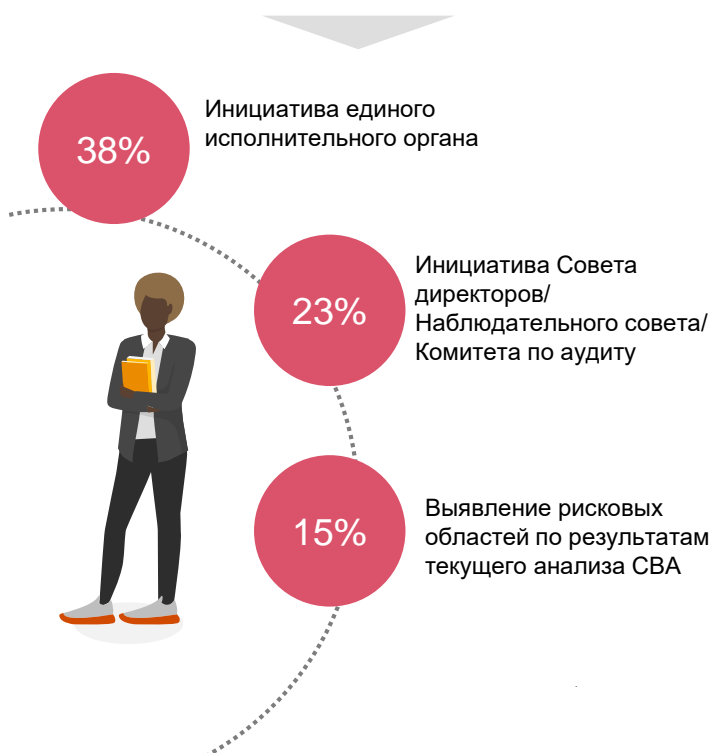 38%
Инициатива единого
исполнительного органа
23%
Инициатива Совета
директоров/
Наблюдательного совета/
Комитета по аудиту
15%
Выявление рисковых
областей по результатам
текущего анализа СВА